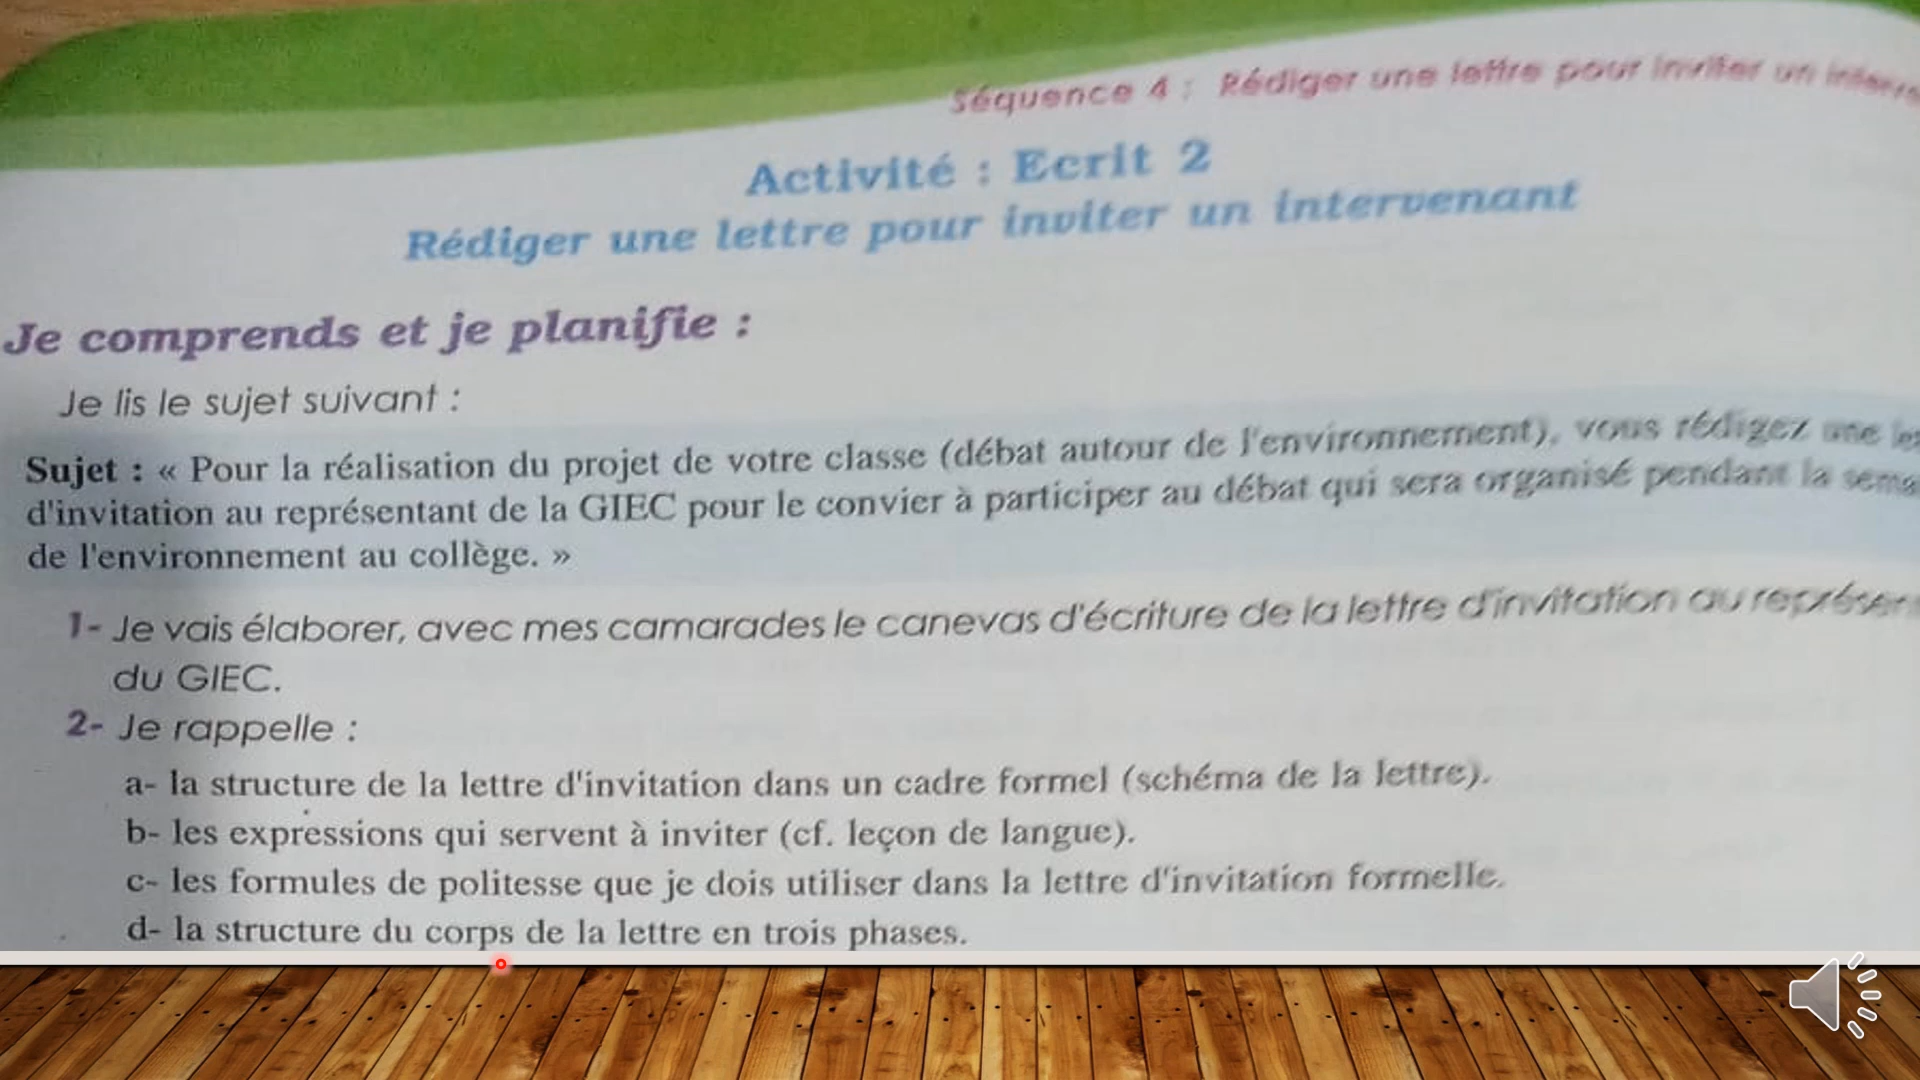 Séquence 4 : Rédiger une lettre pour inviter un
Activité : Ecrit 2
Rédiger une lettre pour inviter un intervenant
Je comprends et je planifie :
Je lis le sujet suivant :
Sujet : « Pour la réalisation du projet de votre classe (débat autour de l'environnement), vous rédigez une
d'invitation au représentant de la GIEC pour le convier à participer au débat qui sera organisé pendant la
de l'environnement au collège. »
1- Je vais élaborer, avec mes camarades le canevas d'écriture de la lettre d'invitation au
du GIEC.
2- Je rappelle :
a- la structure de la lettre d'invitation dans un cadre formel (schéma de la lettre).
b- les expressions qui servent à inviter (cf. leçon de langue).
c- les formules de politesse que je dois utiliser dans la lettre d'invitation formelle.
d- la structure du corps de la lettre en trois phases.